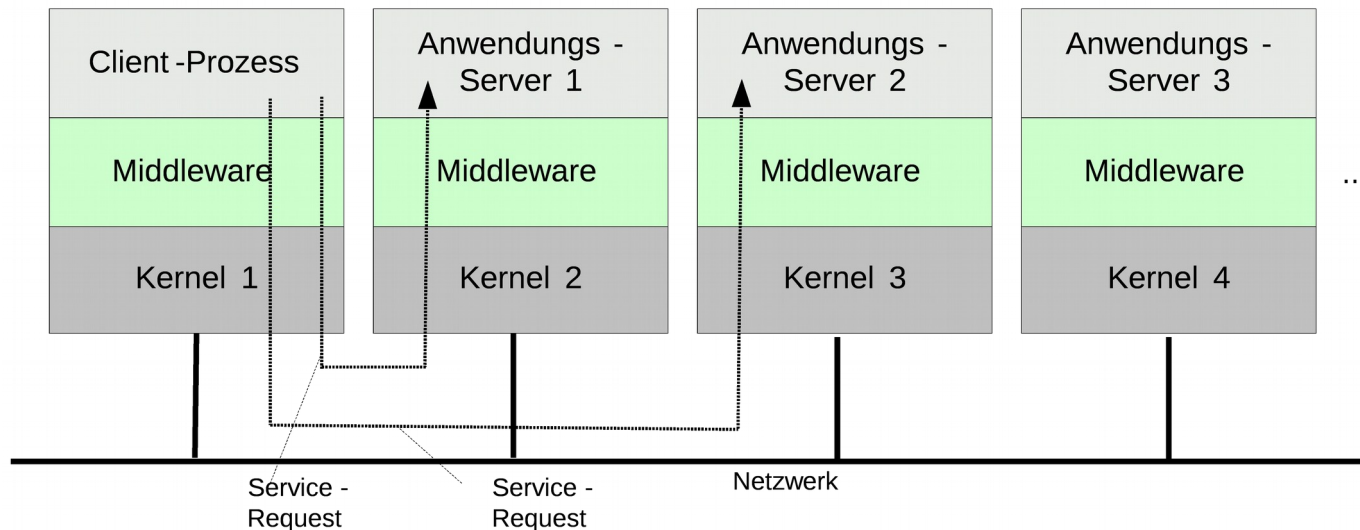 Client -Prozess
Anwendungs -
Server 1
Anwendungs -
Server 2
Anwendungs -
Server 3
Middleware
Middleware
Middleware
Middleware
..
Kernel 1
Kernel 2
Kernel 3
Kernel 4
Service -
Request
Service -
Request
Netzwerk